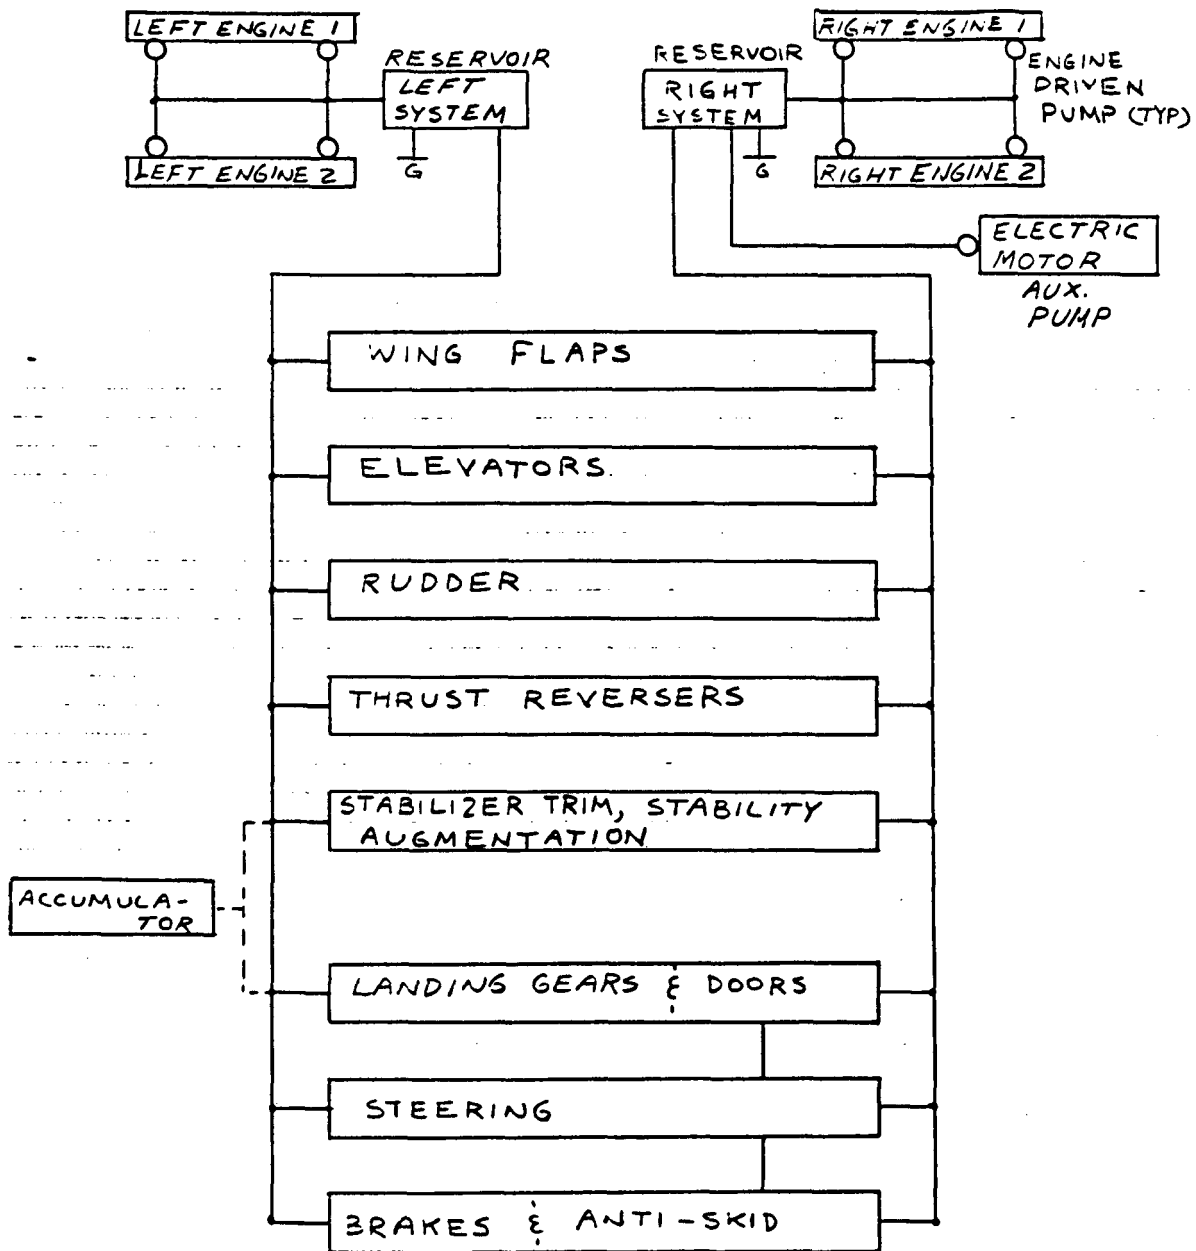 LEFT ENGINE 1
RIGHT ENGINE 1
RESERVOIR
LEFT
SYSTEM
RESERVOIR
RIGHT
SYSTEM
ENGINE
DRIVEN
PUMP (TYP)
G
G
LEFT ENGINE 2
RIGHT ENGINE 2
ELECTRIC
MOTOR
AUX.
PUMP
WING FLAPS
ELEVATORS
RUDDER
THRUST REVERSERS
STABILIZER TRIM, STABILITY
AUGMENTATION
ACCUMULA-
TOR
LANDING GEARS & DOORS
STEERING
BRAKES & ANTI-SKID